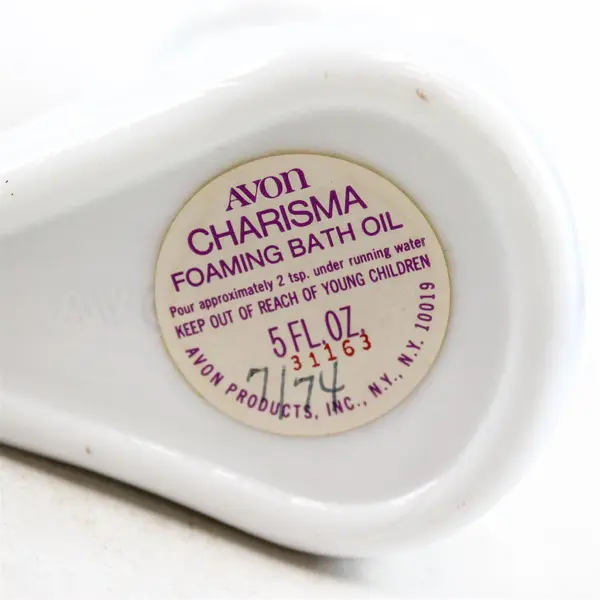 AVON
CHARISMA
FOAMING BATH OIL
Pour approximately 2 tsp. under running water
KEEP OUT OF REACH OF YOUNG CHILDREN
5 FL. OZ.
31163
7/74
AVON PRODUCTS, INC., N.Y., N.Y. 10019